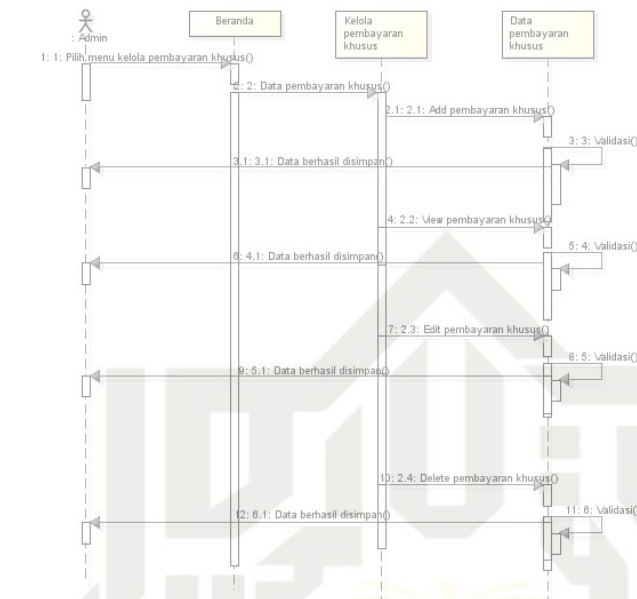 : Admin
Beranda
Kelola
pembayaran
khusus
Data
pembayaran
khusus
1: 1: Pilih menu kelola pembayaran khusus()
2: 2: Data pembayaran khusus()
2.1: 2.1: Add pembayaran khusus()
3: 3: Validasi()
3.1: 3.1: Data berhasil disimpan()
4: 2.2: View pembayaran khusus()
5: 4: Validasi()
6: 4.1: Data berhasil disimpan()
7: 2.3: Edit pembayaran khusus()
8: 5: Validasi()
9: 5.1: Data berhasil disimpan()
10: 2.4: Delete pembayaran khusus()
11: 6: Validasi()
12: 6.1: Data berhasil disimpan()